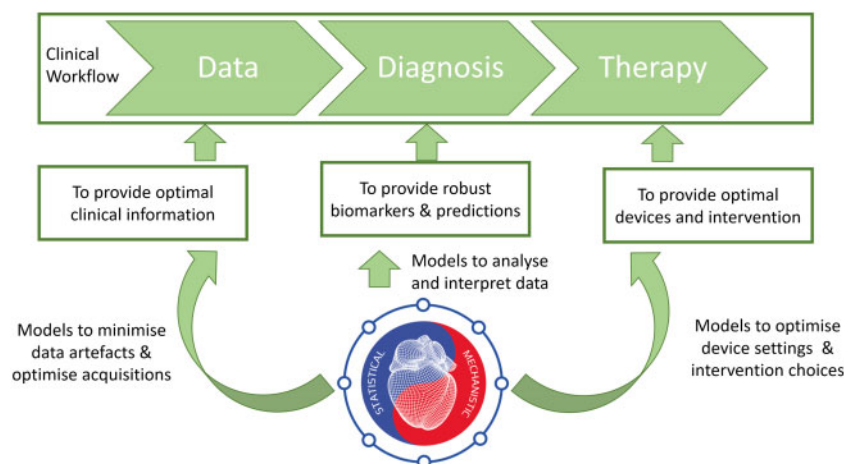 Clinical
Workflow
Data
Diagnosis
Therapy
To provide optimal
clinical information
To provide robust
biomarkers & predictions
To provide optimal
devices and intervention
Models to analyse
and interpret data
Models to minimise
data artefacts &
optimise acquisitions
STATISTICAL
MECHANISTIC
Models to optimise
device settings &
intervention choices